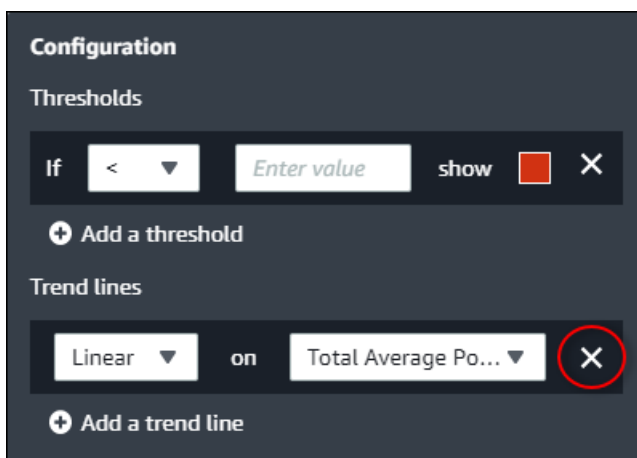 Configuration
Thresholds
If < Enter value show
Add a threshold
Trend lines
Linear on Total Average Po...
Add a trend line